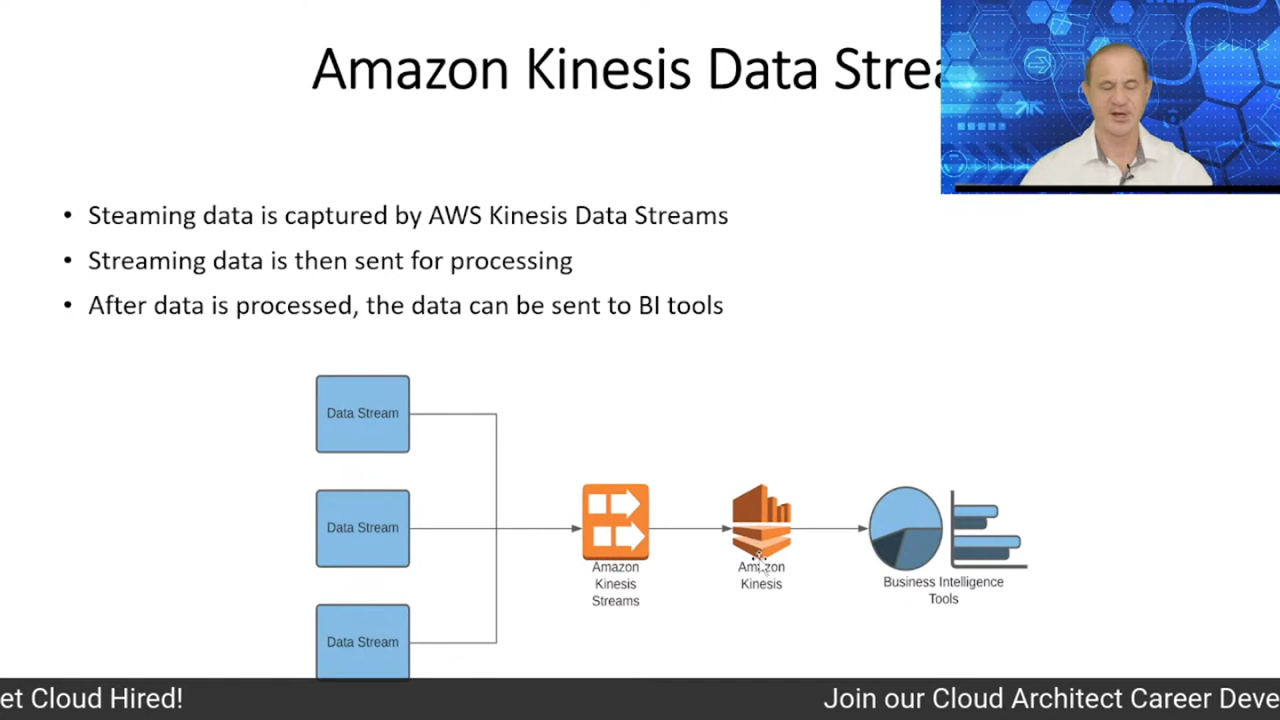 Amazon Kinesis Data Strea
• Steaming data is captured by AWS Kinesis Data Streams
• Streaming data is then sent for processing
• After data is processed, the data can be sent to BI tools
Data Stream
Data Stream
Data Stream
Amazon
Kinesis
Streams
Amazon
Kinesis
Business Intelligence
Tools
et Cloud Hired!
Join our Cloud Architect Career Deve